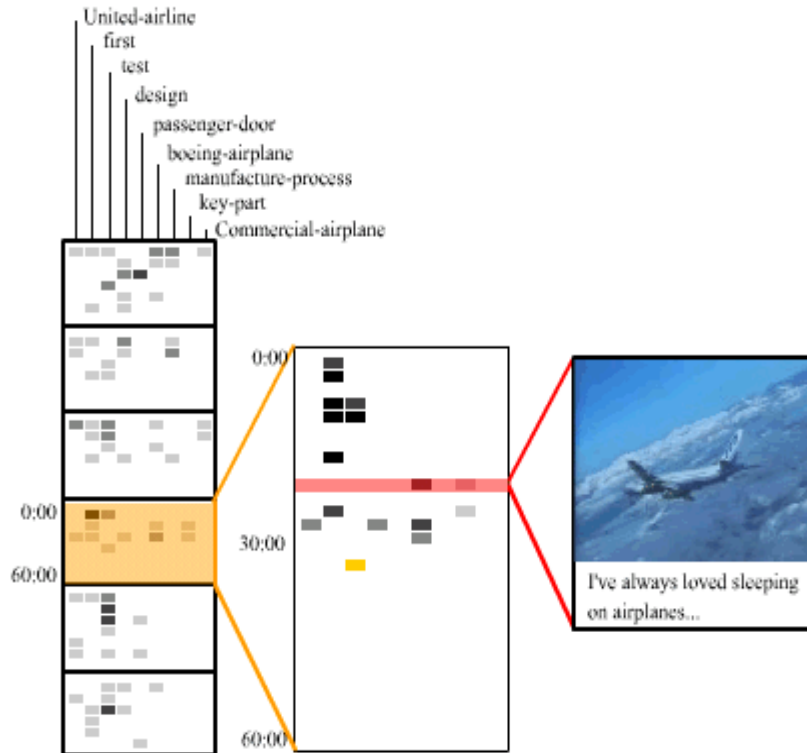 United-airline
first
test
design
passenger-door
boeing-airplane
manufacture-process
key-part
Commercial-airplane
0:00
60:00
0:00
30:00
60:00
I've always loved sleeping
on airplanes...